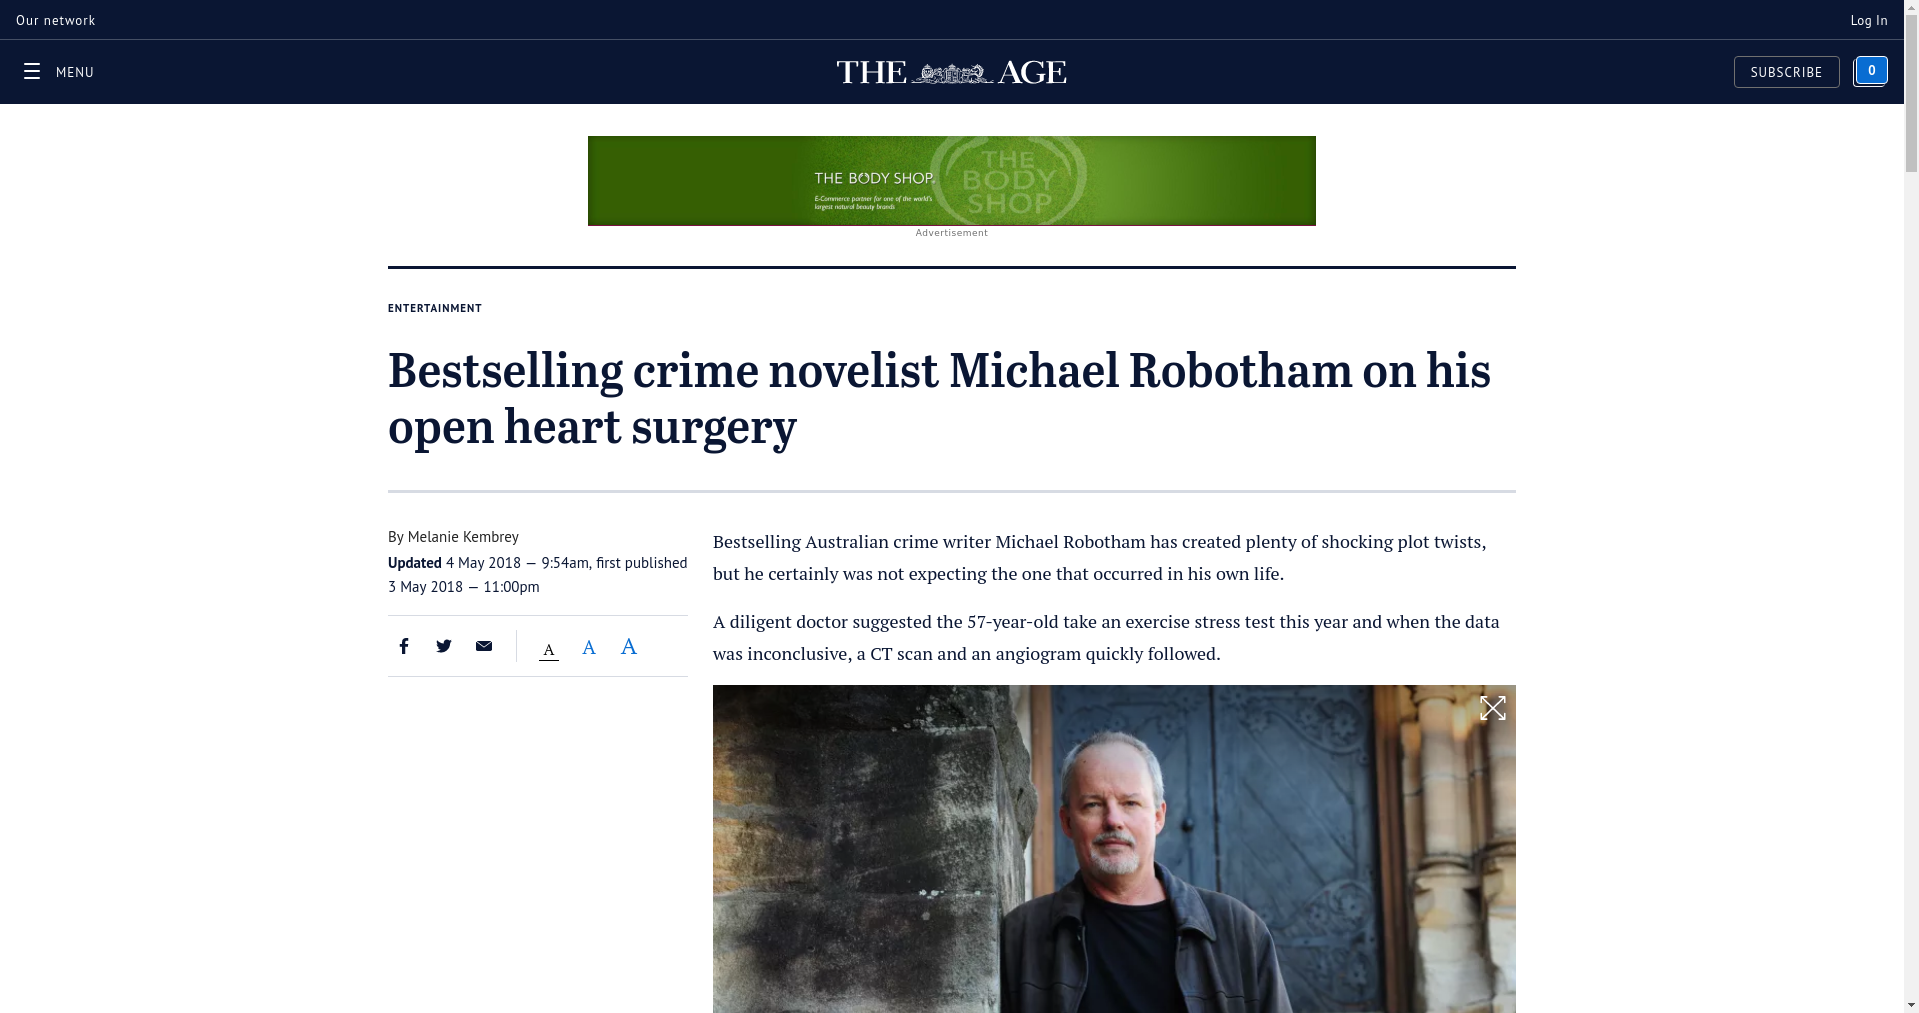 Our network
Log In
MENU
THE AGE
SUBSCRIBE
0
THE BODY SHOP.
E-Commerce partner for one of the world's
largest natural beauty brands
THE
BODY
SHOP
Advertisement
ENTERTAINMENT
Bestselling crime novelist Michael Robotham on his
open heart surgery
By Melanie Kembrey
Updated 4 May 2018 — 9:54am, first published
3 May 2018 — 11:00pm
A A A
Bestselling Australian crime writer Michael Robotham has created plenty of shocking plot twists,
but he certainly was not expecting the one that occurred in his own life.
A diligent doctor suggested the 57-year-old take an exercise stress test this year and when the data
was inconclusive, a CT scan and an angiogram quickly followed.